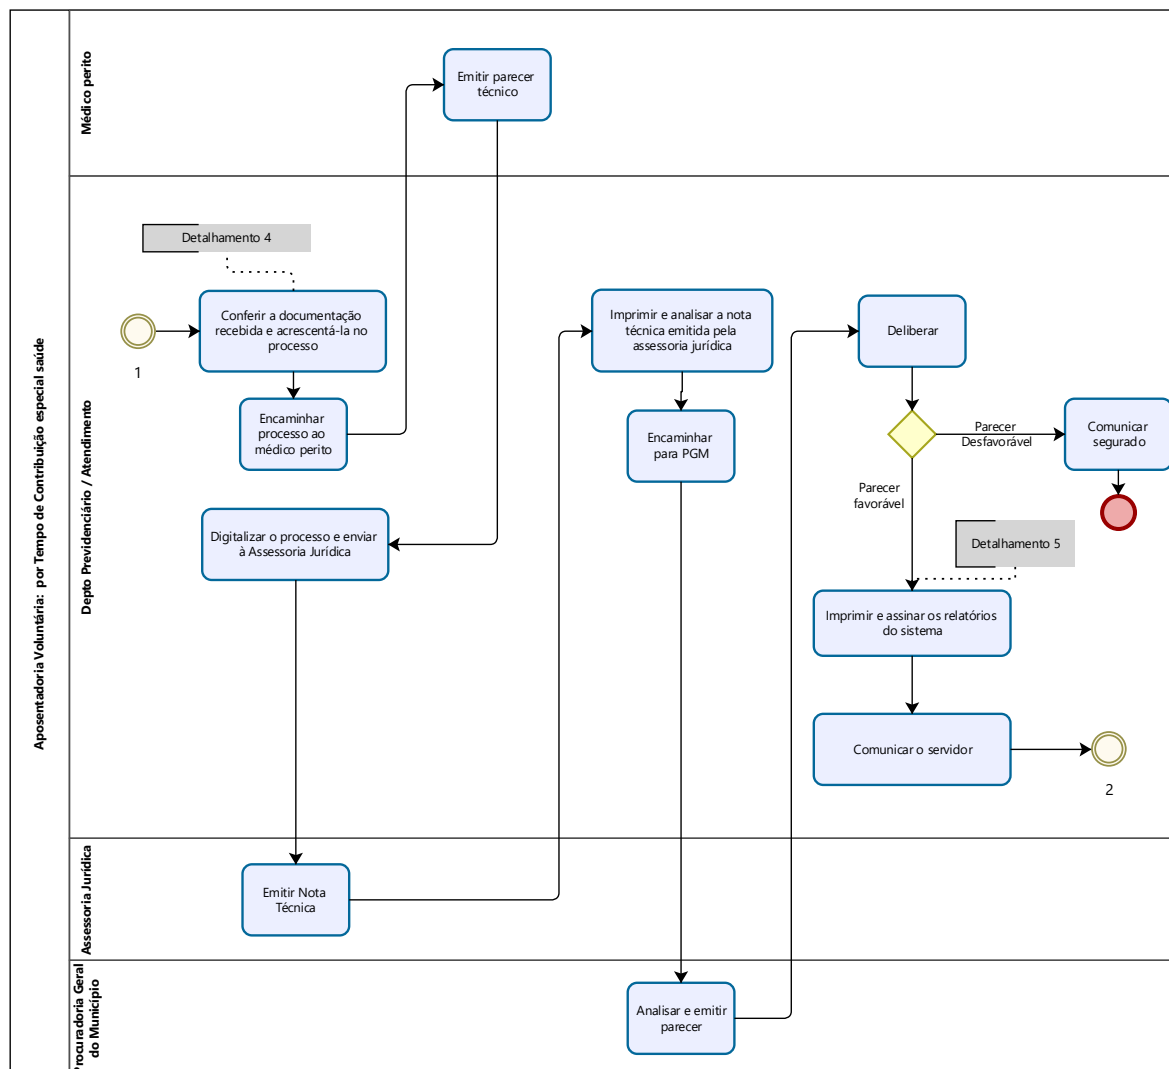 Aposentadoria Voluntária: por Tempo de Contribuição especial saúde
Médico perito
Emitir parecer
técnico
Depto Previdenciário / Atendimento
Detalhamento 4
1
Conferir a documentação
recebida e acrescentá-la no
processo
Encaminhar
processo ao
médico perito
Digitalizar o processo e enviar
à Assessoria Jurídica
Imprimir e analisar a nota
técnica emitida pela
assessoria jurídica
Encaminhar
para PGM
Deliberar
Parecer
Desfavorável
Comunicar
segurado
Parecer
favorável
Detalhamento 5
Imprimir e assinar os relatórios
do sistema
Comunicar o servidor
2
Assessoria Jurídica
Emitir Nota
Técnica
Procuradoria Geral
do Município
Analisar e emitir
parecer